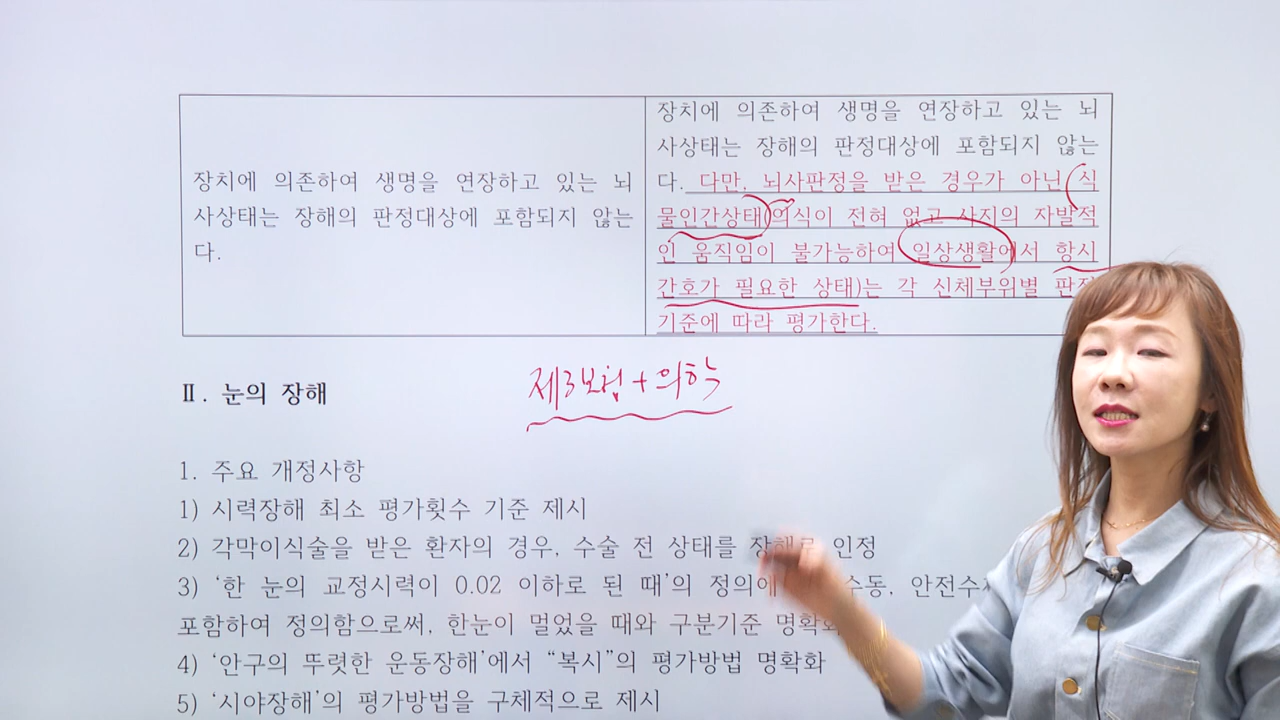 장치에 의존하여 생명을 연장하고 있는 뇌
사상태는 장해의 판정대상에 포함되지 않는
다.
장치에 의존하여 생명을 연장하고 있는 뇌
사상태는 장해의 판정대상에 포함되지 않는
다. 다만, 뇌사판정을 받은 경우가 아닌 식
물인간상태(의식이 전혀 없고 사지의 자발적
인 움직임이 불가능하여 일상생활에서 항시
간호가 필요한 상태)는 각 신체부위별
기준에 따라 평가한다.
제3보험 + 의학
Ⅱ. 눈의 장해
1. 주요 개정사항
1) 시력장해 최소 평가횟수 기준 제시
2) 각막이식술을 받은 환자의 경우, 수술 전 상태를 장해로 인정
3) ‘한 눈의 교정시력이 0.02 이하로 된 때’의 정의에 수동, 안전수지
포함하여 정의함으로써, 한눈이 멀었을 때와 구분기준 명확화
4) ‘안구의 뚜렷한 운동장해’에서 “복시”의 평가방법 명확화
5) ‘시야장해’의 평가방법을 구체적으로 제시